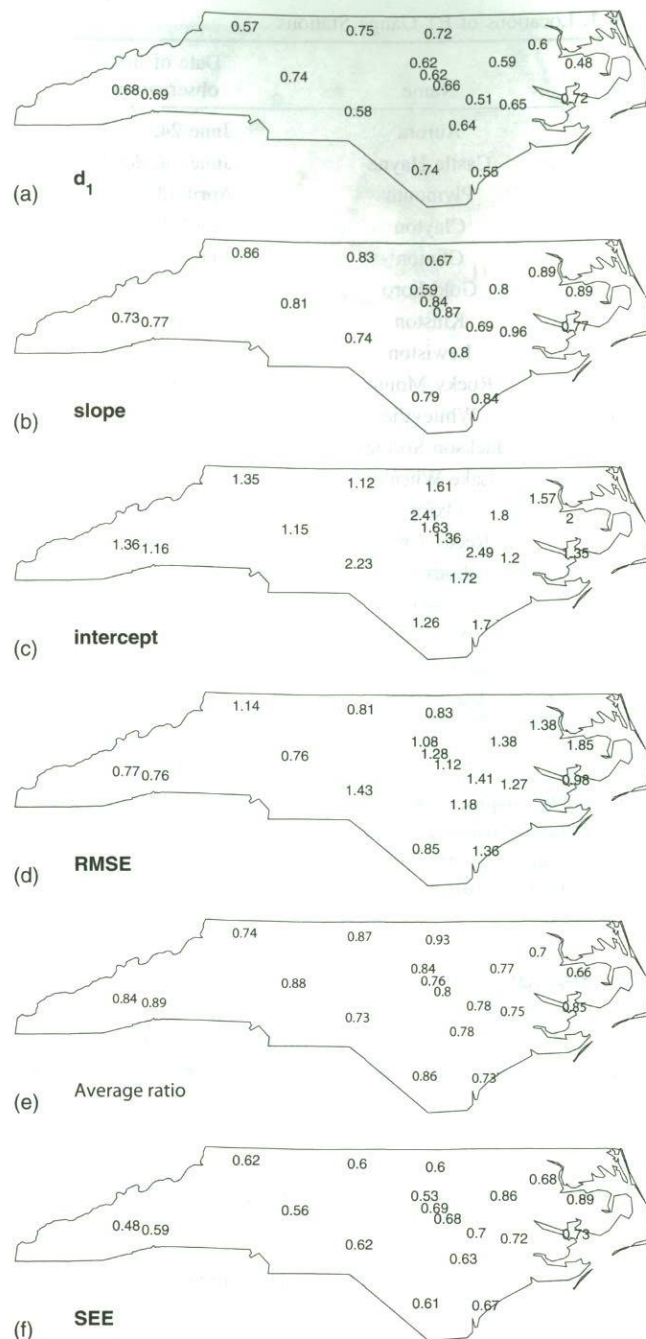 0.57 0.75 0.72
0.6
0.62 0.59 0.48
0.74 0.62
0.68 0.69 0.66
0.51 0.65 0.72
0.58
0.64
0.74 0.55
(a) d1
0.86 0.83 0.67
0.89
0.59 0.8 0.89
0.81 0.84
0.87
0.73 0.77 0.69 0.96 0.77
0.74
0.8
0.79 0.84
(b) slope
1.35 1.12 1.61
1.57
2.41 1.8 2
1.15 1.63
1.36 1.16 1.36
2.49 1.2 1.35
2.23
1.72
1.26 1.7
(c) intercept
1.14 0.81 0.83
1.38
1.08 1.38 1.85
0.76 1.28
1.12
0.77 0.76 1.41 1.27 0.98
1.43
1.18
0.85 1.36
(d) RMSE
0.74 0.87 0.93
0.7
0.84 0.77 0.66
0.88 0.76
0.8
0.84 0.89 0.78 0.75 0.85
0.73
0.78
0.86 0.73
(e) Average ratio
0.62 0.6 0.6
0.68
0.53 0.86 0.89
0.56 0.69
0.68
0.48 0.59 0.7 0.72 0.73
0.62
0.63
0.61 0.67
(f) SEE